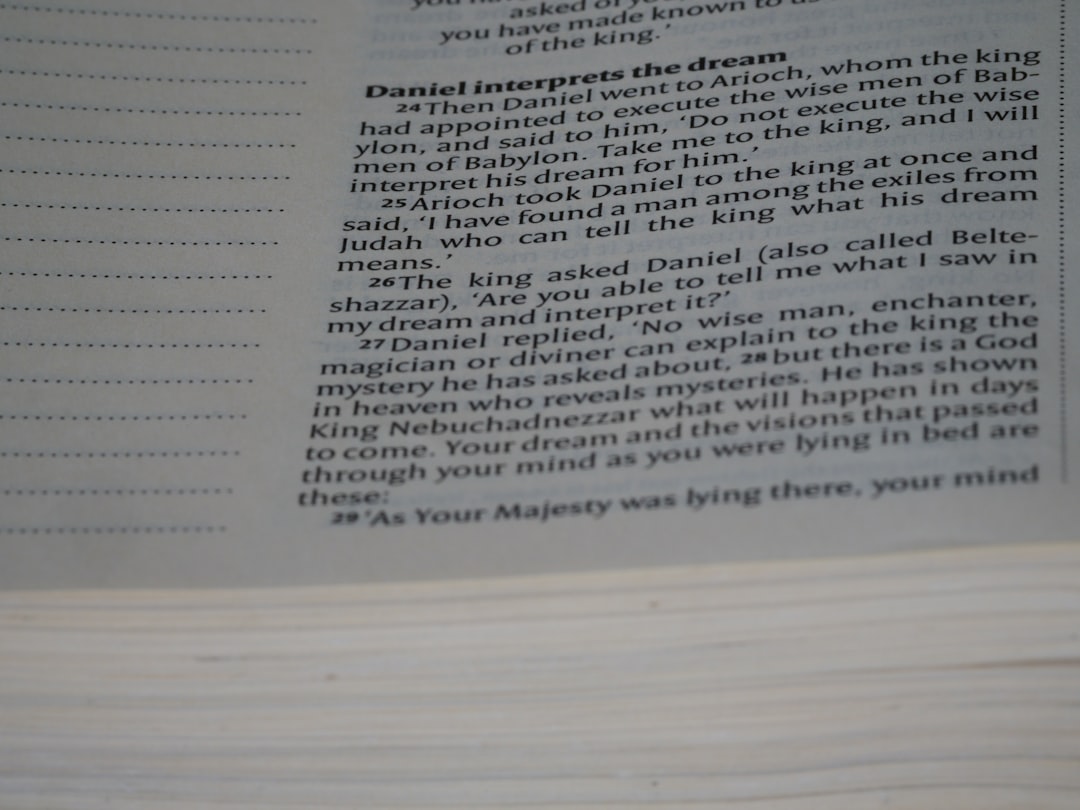 you ha
asked of yo
you have made known to us
of the king.’
Daniel interprets the dream
24 Then Daniel went to Arioch, whom the king
had appointed to execute the wise men of Bab-
ylon, and said to him, ‘Do not execute the wise
men of Babylon. Take me to the king, and I will
interpret his dream for him.’
25 Arioch took Daniel to the king at once and
said, ‘I have found a man among the exiles from
Judah who can tell the king what his dream
means.’
26 The king asked Daniel (also called Belte-
shazzar), ‘Are you able to tell me what I saw in
my dream and interpret it?’
27 Daniel replied, ‘No wise man, enchanter,
magician or diviner can explain to the king the
mystery he has asked about, 28 but there is a God
in heaven who reveals mysteries. He has shown
King Nebuchadnezzar what will happen in days
to come. Your dream and the visions that passed
through your mind as you were lying in bed are
these:
29 ‘As Your Majesty was lying there, your mind